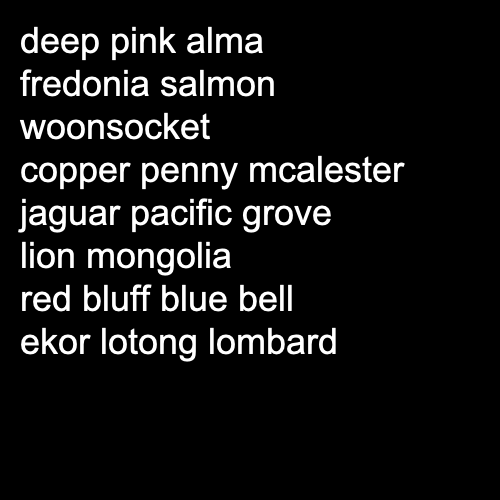 deep pink alma
fredonia salmon
woonsocket
copper penny mcalester
jaguar pacific grove
lion mongolia
red bluff blue bell
ekor lotong lombard